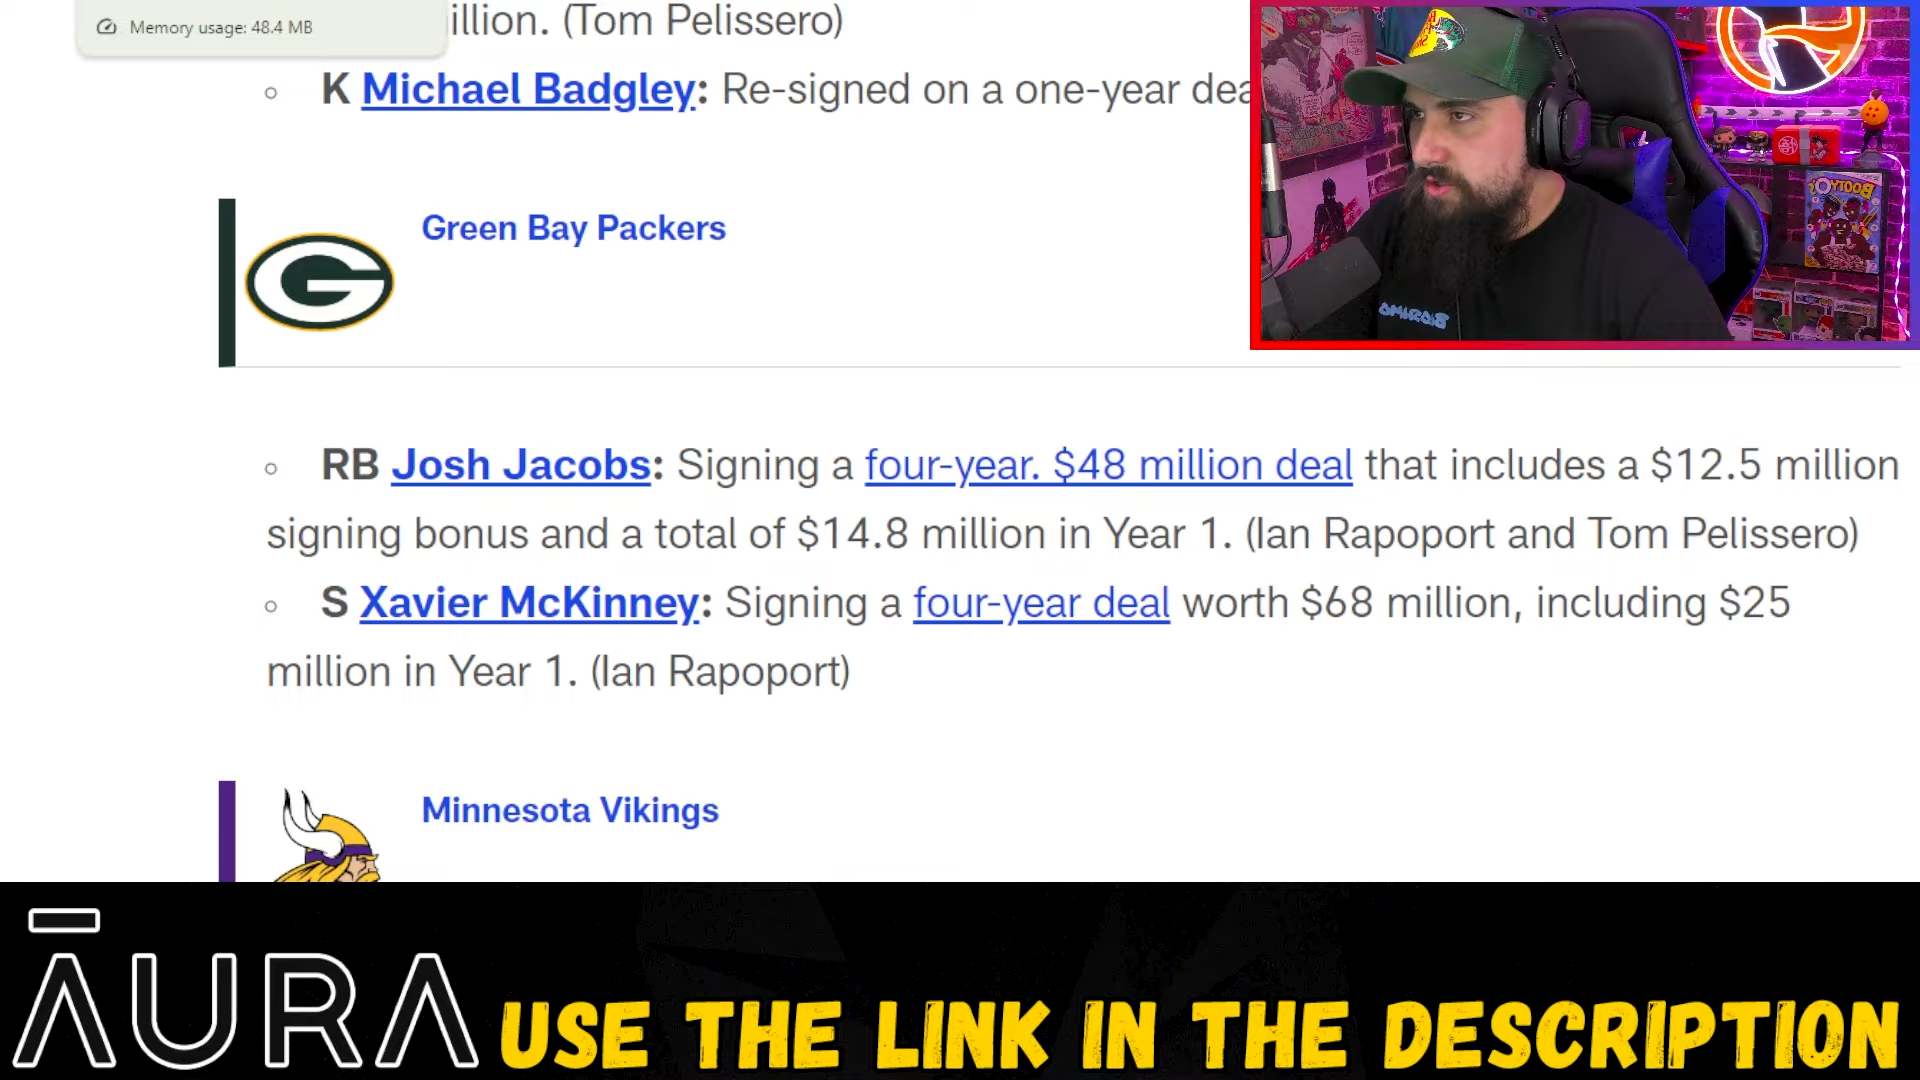 Memory usage: 48.4 MB
illion. (Tom Pelissero)
K Michael Badgley: Re-signed on a one-year dea
Green Bay Packers
G
RB Josh Jacobs: Signing a four-year. $48 million deal that includes a $12.5 million
signing bonus and a total of $14.8 million in Year 1. (Ian Rapoport and Tom Pelissero)
S Xavier McKinney: Signing a four-year deal worth $68 million, including $25
million in Year 1. (Ian Rapoport)
Minnesota Vikings
ĀURA
USE THE LINK IN THE DESCRIPTION